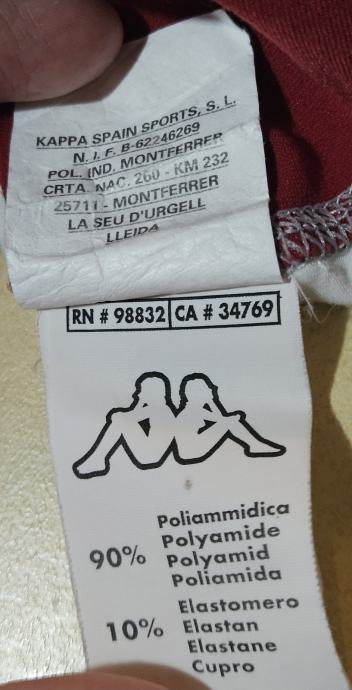 KAPPA SPAIN SPORTS, S. L.
N. I. F. B-62246269
POL. IND. MONTFERRER
CRTA. NAC. 260 - KM 232
25711 - MONTFERRER
LA SEU D'URGELL
LLEIDA
RN # 98832 CA # 34769
Poliammidica
Polyamide
90% Polyamid
Poliamida
Elastomero
10% Elastan
Elastane
Cupro